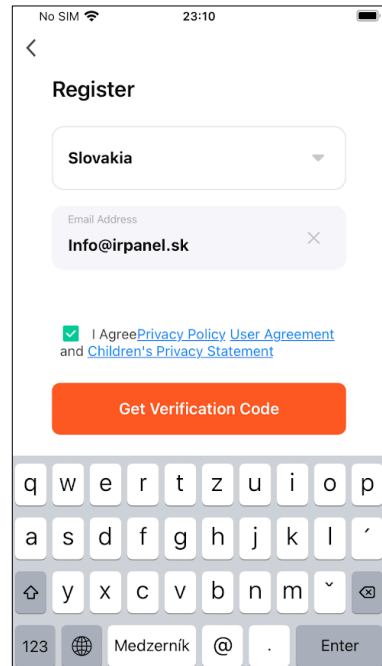 No SIM 23:10
Register
Slovakia
Email Address
Info@irpanel.sk
I AgreePrivacy Policy User Agreement
and Children's Privacy Statement
Get Verification Code
q w e r t z u i o p
a s d f g h j k l ´
y x c v b n m ˇ
123 Medzerník @ . Enter